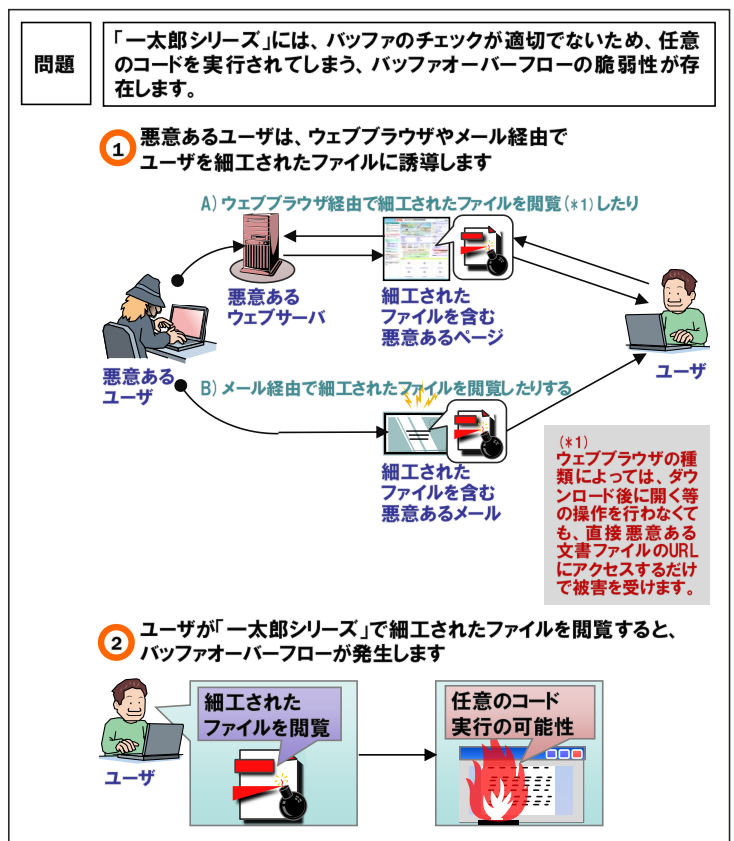 問題
「一太郎シリーズ」には、バッファのチェックが適切でないため、任意
のコードを実行されてしまう、バッファオーバーフローの脆弱性が存
在します。
1
悪意あるユーザは、ウェブブラウザやメール経由で
ユーザを細工されたファイルに誘導します
A）ウェブブラウザ経由で細工されたファイルを閲覧(*1)したり
悪意ある
ウェブサーバ
細工された
ファイルを含む
悪意あるページ
悪意ある
ユーザ
ユーザ
B）メール経由で細工されたファイルを閲覧したりする
細工された
ファイルを含む
悪意あるメール
(*1)
ウェブブラウザの種
類によっては、ダウ
ンロード後に開く等
の操作を行わなくて
も、直接悪意ある
文書ファイルのURL
にアクセスするだけ
で被害を受けます。
2
ユーザが「一太郎シリーズ」で細工されたファイルを閲覧すると、
バッファオーバーフローが発生します
細工された
ファイルを閲覧
ユーザ
任意のコード
実行の可能性